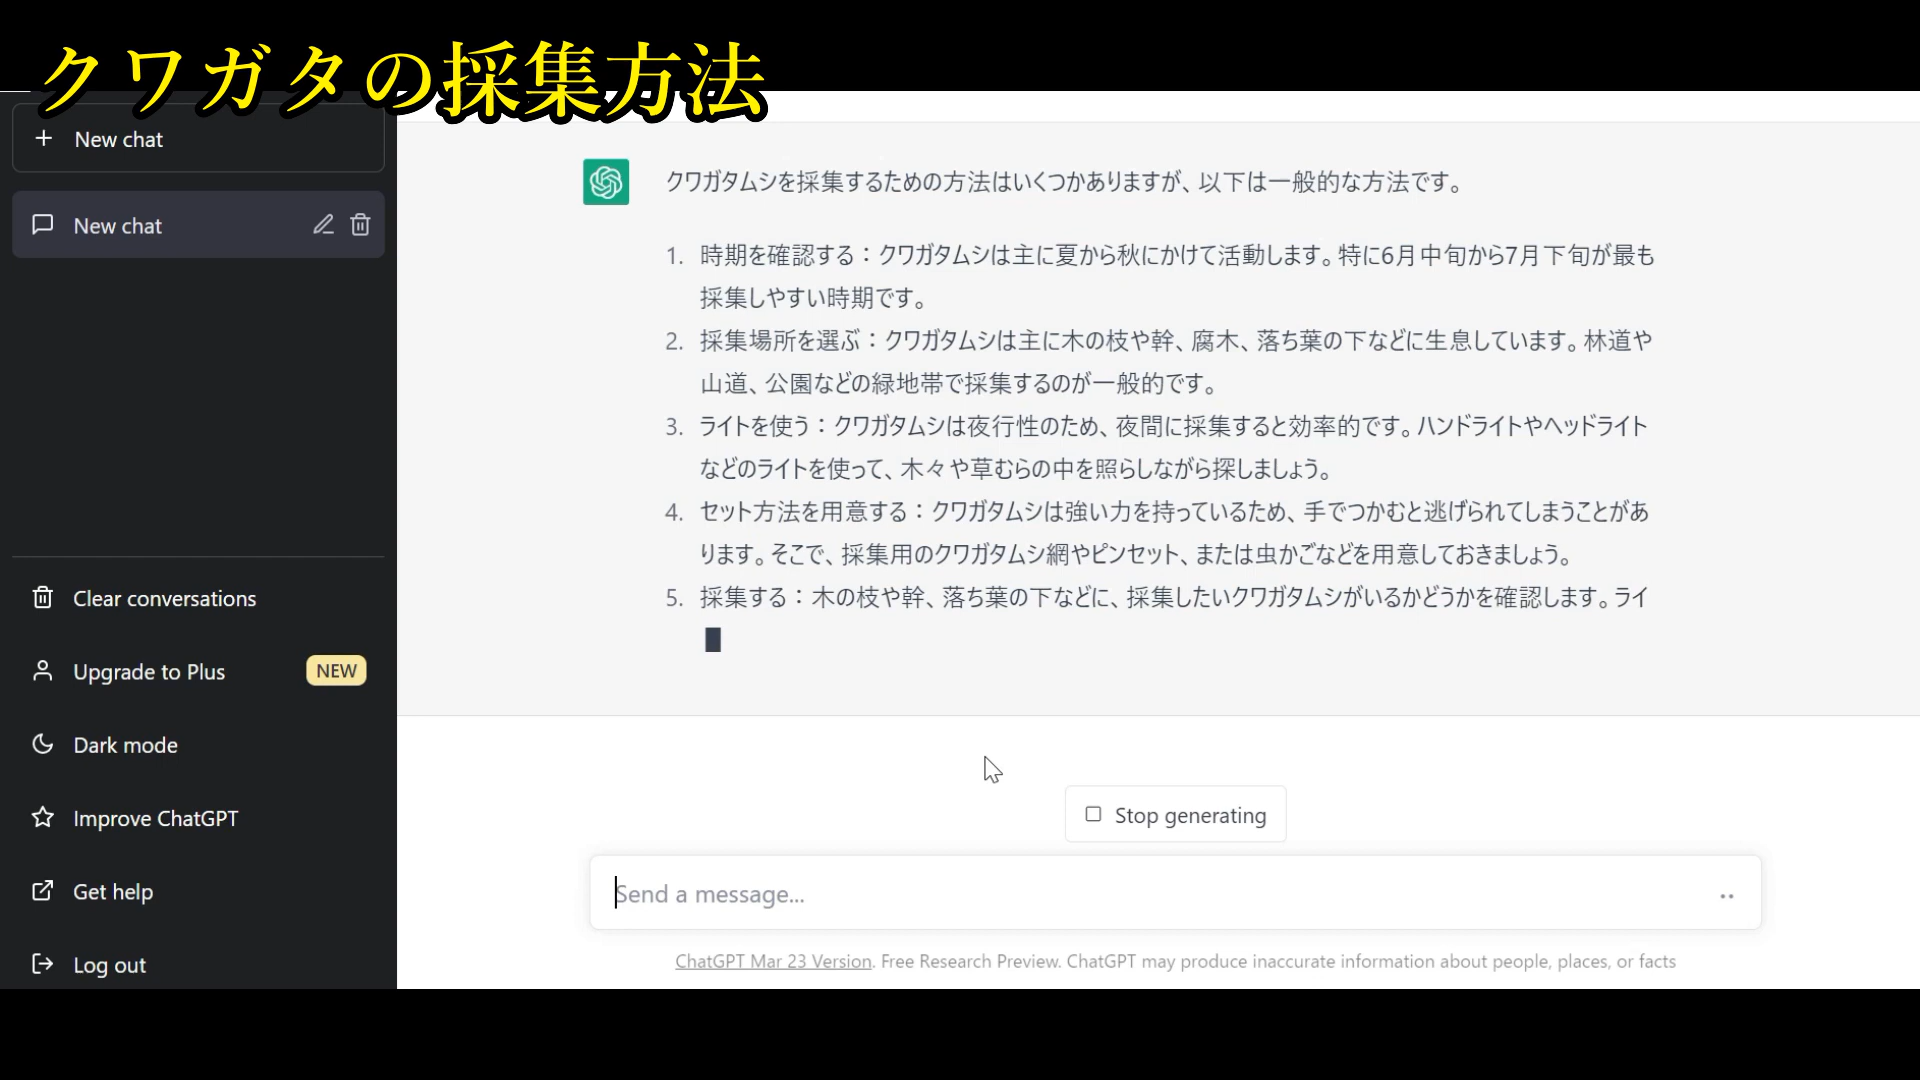 クワガタの採集方法
New chat
New chat
Clear conversations
Upgrade to Plus NEW
Dark mode
Improve ChatGPT
Get help
Log out
クワガタムシを採集するための方法はいくつかありますが、以下は一般的な方法です。
1. 時期を確認する：クワガタムシは主に夏から秋にかけて活動します。特に6月中旬から7月下旬が最も
採集しやすい時期です。
2. 採集場所を選ぶ：クワガタムシは主に木の枝や幹、腐木、落ち葉の下などに生息しています。林道や
山道、公園などの緑地帯で採集するのが一般的です。
3. ライトを使う：クワガタムシは夜行性のため、夜間に採集すると効率的です。ハンドライトやヘッドライト
などのライトを使って、木々や草むらの中を照らしながら探しましょう。
4. セット方法を用意する：クワガタムシは強い力を持っているため、手でつかむと逃げられてしまうことがあ
ります。そこで、採集用のクワガタムシ網やピンセット、または虫かごなどを用意しておきましょう。
5. 採集する：木の枝や幹、落ち葉の下などに、採集したいクワガタムシがいるかどうかを確認します。ライ
Stop generating
Send a message...
ChatGPT Mar 23 Version. Free Research Preview. ChatGPT may produce inaccurate information about people, places, or facts